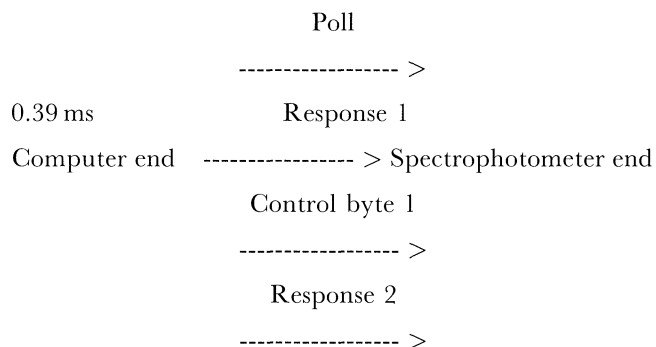 Poll
------------------ >
0.39 ms Response 1
Computer end ----------------- > Spectrophotometer end
Control byte 1
------------------ >
Response 2
------------------ >